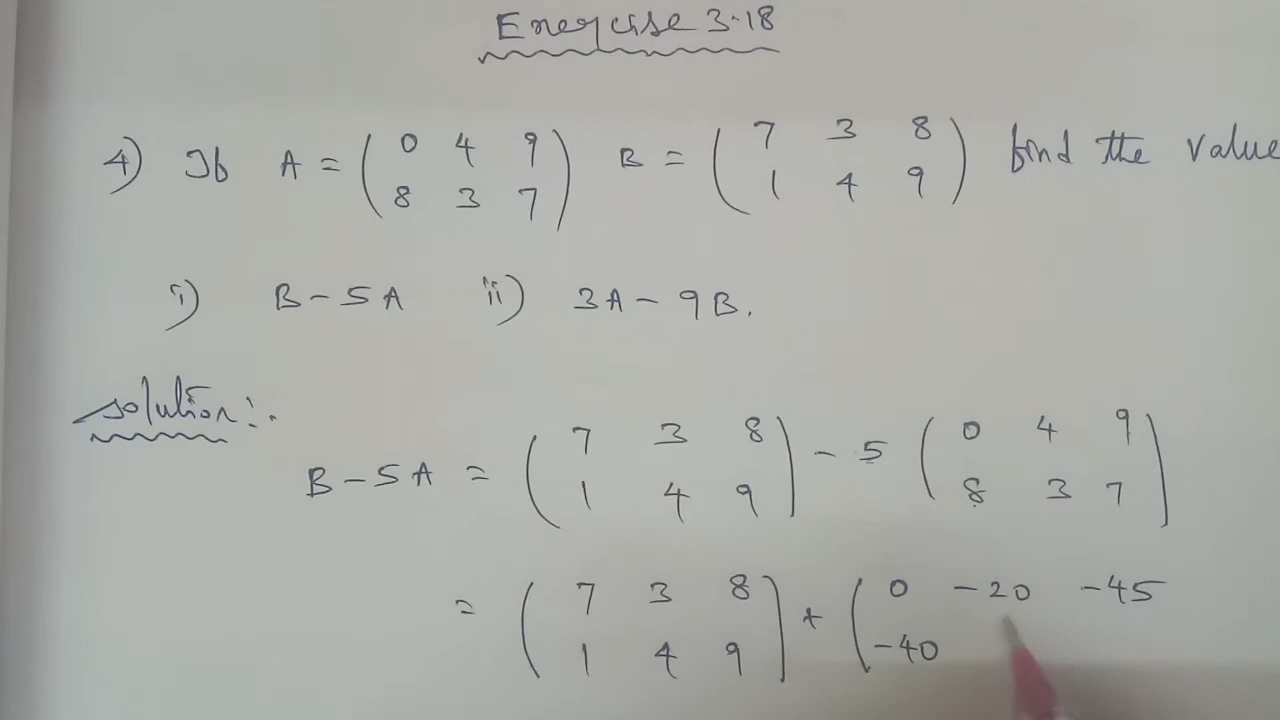 Exercise 3.18
4) If A = ( 0 4 9 ) B = ( 7 3 8 ) find the value
( 8 3 7 ) ( 1 4 9 )
i) B - 5A ii) 3A - 9B.
Solution:
B - 5A = ( 7 3 8 ) - 5 ( 0 4 9 )
( 1 4 9 ) ( 8 3 7 )
= ( 7 3 8 ) + ( 0 -20 -45
( 1 4 9 ) -40